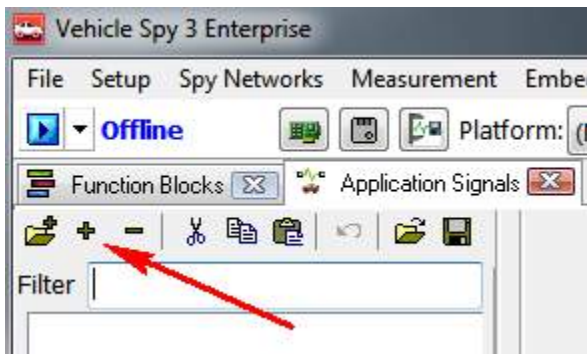 Vehicle Spy 3 Enterprise
File Setup Spy Networks Measurement
Offline Platform:
Function Blocks Application Signals
Filter